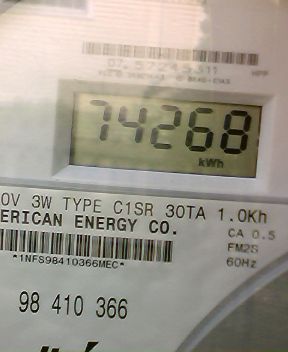 74268
kWh
0V 3W TYPE C1SR 30TA 1.0Kh
ERICAN ENERGY CO.
CA 0.5
FM2S
60Hz
*1NFS98410366MEC*
98 410 366